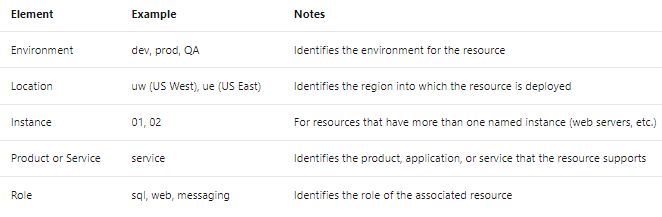 Element Example Notes
Environment dev, prod, QA Identifies the environment for the resource
Location uw (US West), ue (US East) Identifies the region into which the resource is deployed
Instance 01, 02 For resources that have more than one named instance (web servers, etc.)
Product or Service service Identifies the product, application, or service that the resource supports
Role sql, web, messaging Identifies the role of the associated resource